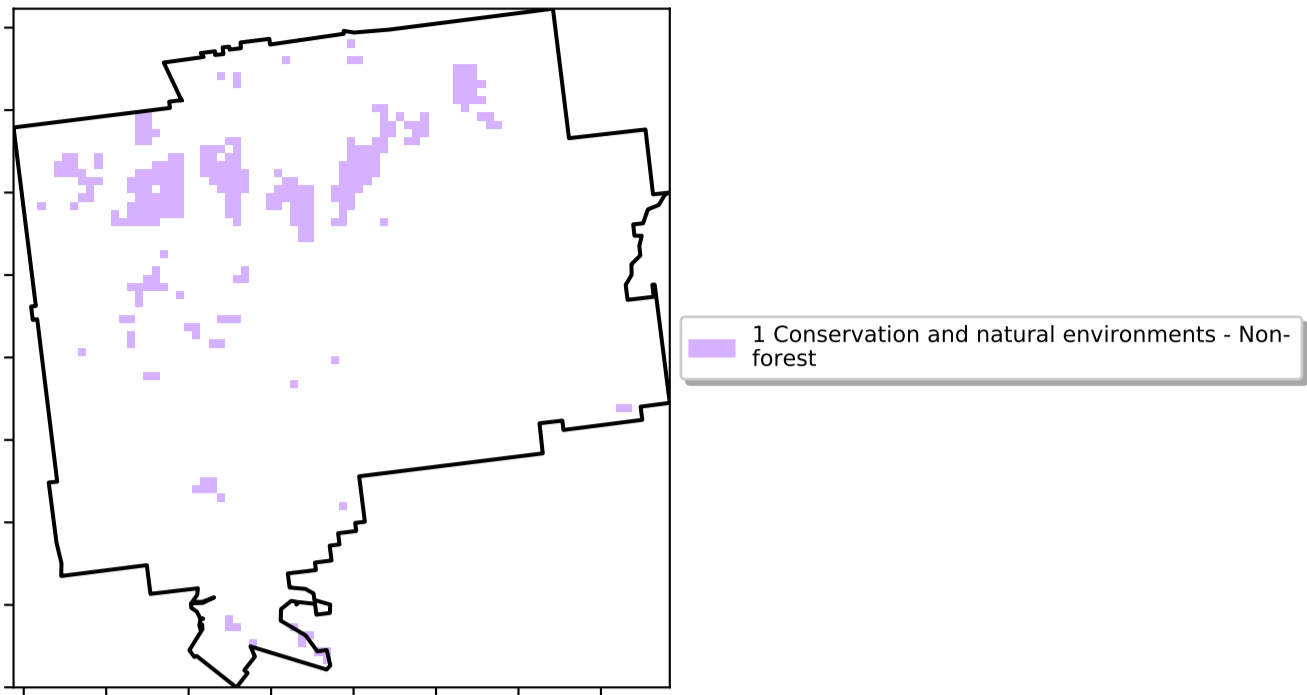 1 Conservation and natural environments - Non-
forest